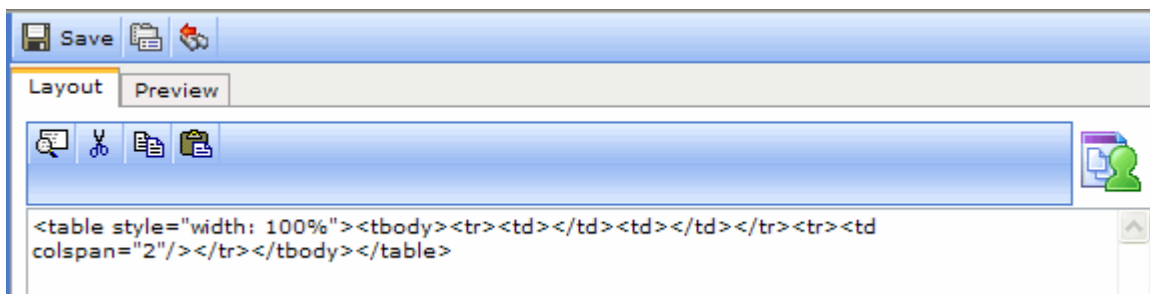 Save
Layout Preview
<table style="width: 100%"><tbody><tr><td></td><td></td></tr><tr><td
colspan="2"/></tr></tbody></table>